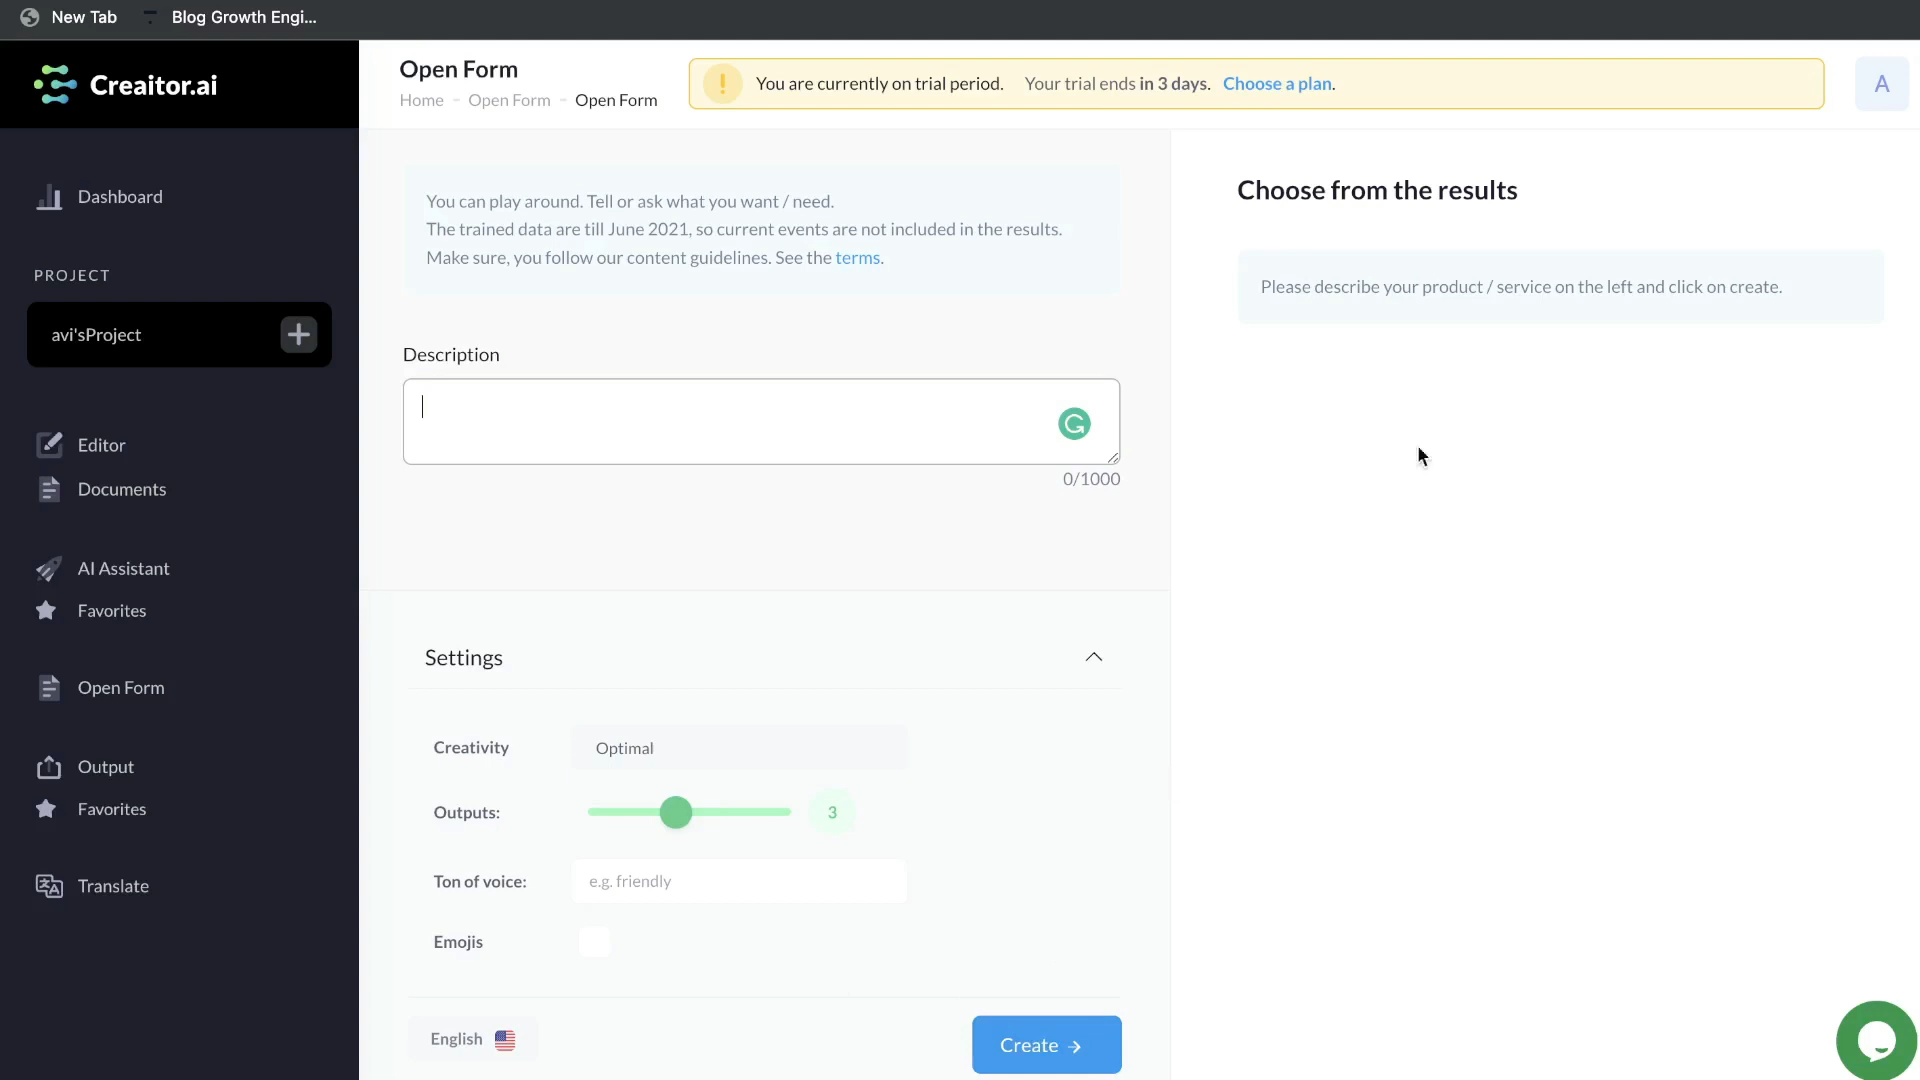 New Tab
Blog Growth Engi...
Creaitor.ai
Open Form
Home - Open Form - Open Form
You are currently on trial period. Your trial ends in 3 days. Choose a plan.
A
Dashboard
PROJECT
avi'sProject
Editor
Documents
AI Assistant
Favorites
Open Form
Output
Favorites
Translate
You can play around. Tell or ask what you want / need.
The trained data are till June 2021, so current events are not included in the results.
Make sure, you follow our content guidelines. See the terms.
Description
0/1000
Settings
Creativity Optimal
Outputs: 3
Ton of voice: e.g. friendly
Emojis
English
Create →
Choose from the results
Please describe your product / service on the left and click on create.